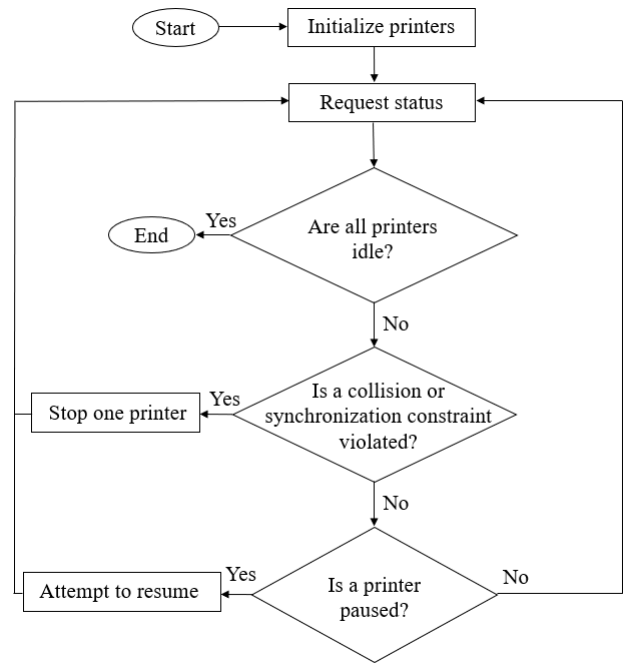 Start
Initialize printers
Request status
Are all printers
idle?
Yes
End
No
Is a collision or
synchronization constraint
violated?
Yes
Stop one printer
No
Is a printer
paused?
Yes
Attempt to resume
No